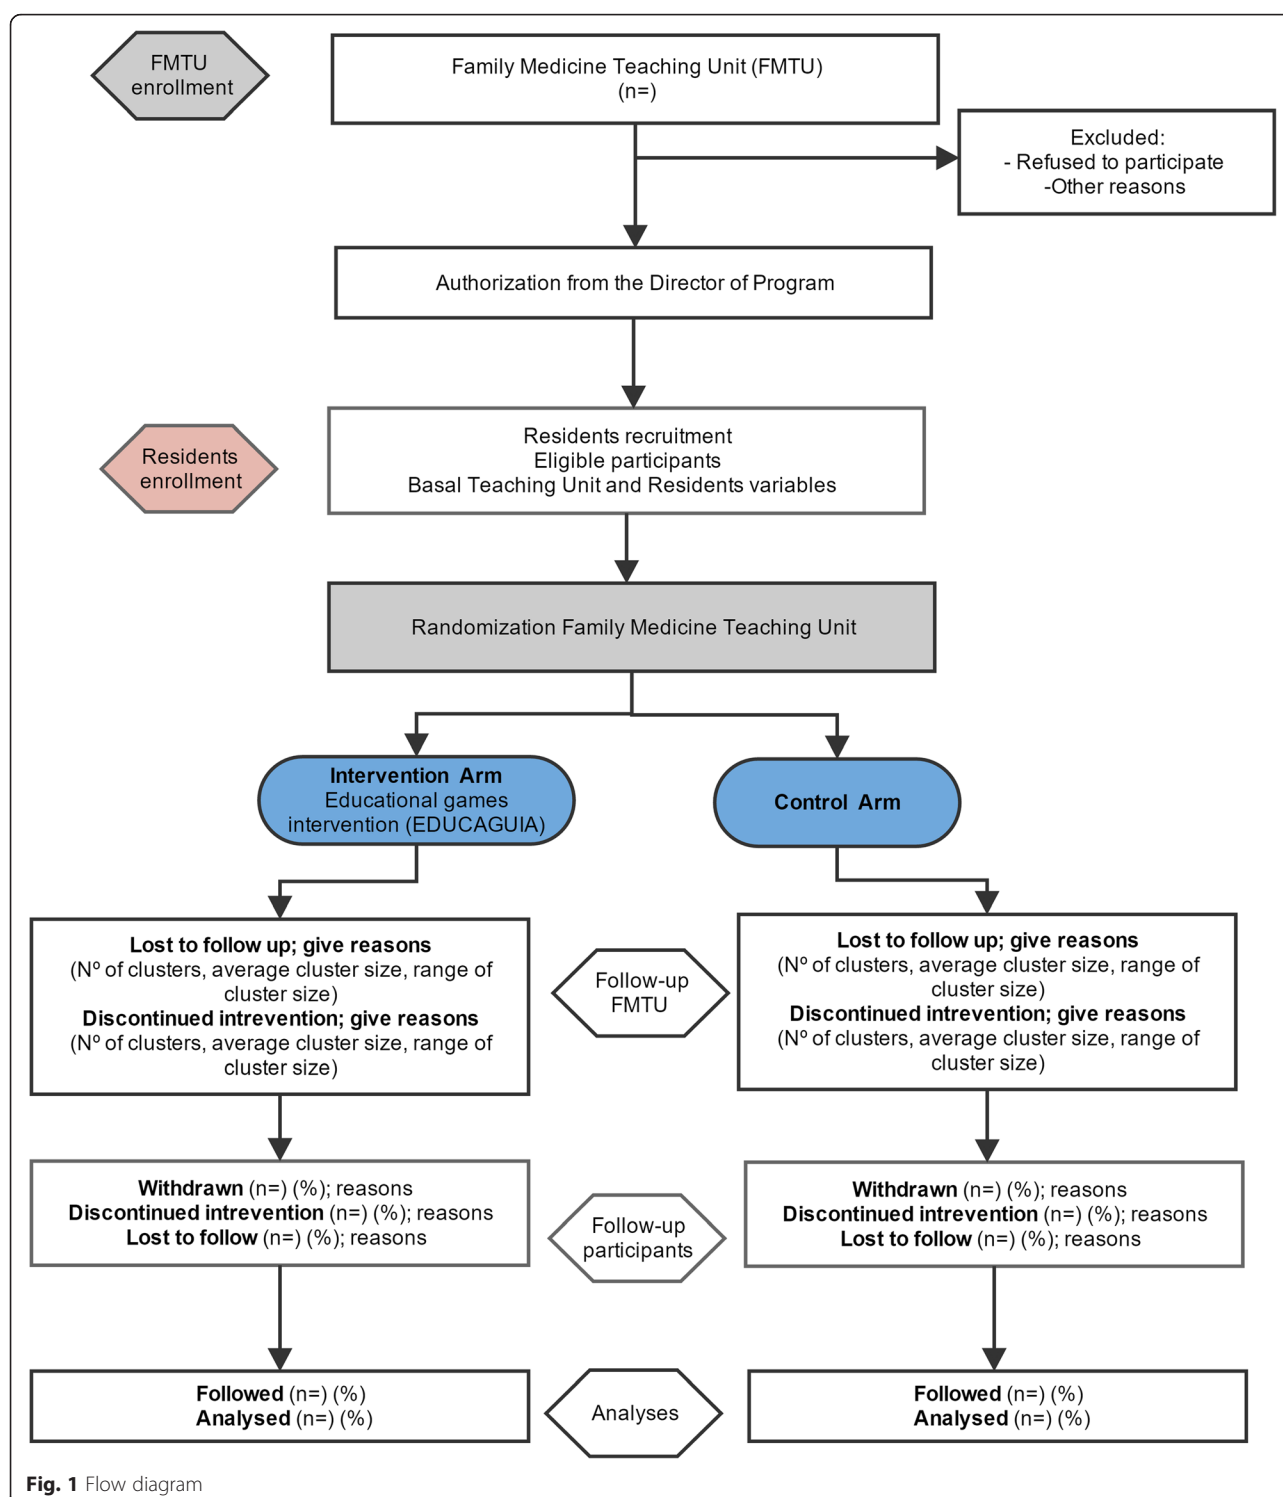 FMTU
enrollment
Family Medicine Teaching Unit (FMTU)
(n=)
Excluded:
- Refused to participate
-Other reasons
Authorization from the Director of Program
Residents
enrollment
Residents recruitment
Eligible participants
Basal Teaching Unit and Residents variables
Randomization Family Medicine Teaching Unit
Intervention Arm
Educational games
intervention (EDUCAGUIA)
Control Arm
Lost to follow up; give reasons
(Nº of clusters, average cluster size, range of
cluster size)
Discontinued intrevention; give reasons
(Nº of clusters, average cluster size, range of
cluster size)
Follow-up
FMTU
Lost to follow up; give reasons
(Nº of clusters, average cluster size, range of
cluster size)
Discontinued intrevention; give reasons
(Nº of clusters, average cluster size, range of
cluster size)
Withdrawn (n=) (%); reasons
Discontinued intrevention (n=) (%); reasons
Lost to follow (n=) (%); reasons
Follow-up
participants
Withdrawn (n=) (%); reasons
Discontinued intrevention (n=) (%); reasons
Lost to follow (n=) (%); reasons
Followed (n=) (%)
Analysed (n=) (%)
Analyses
Followed (n=) (%)
Analysed (n=) (%)
Fig. 1 Flow diagram